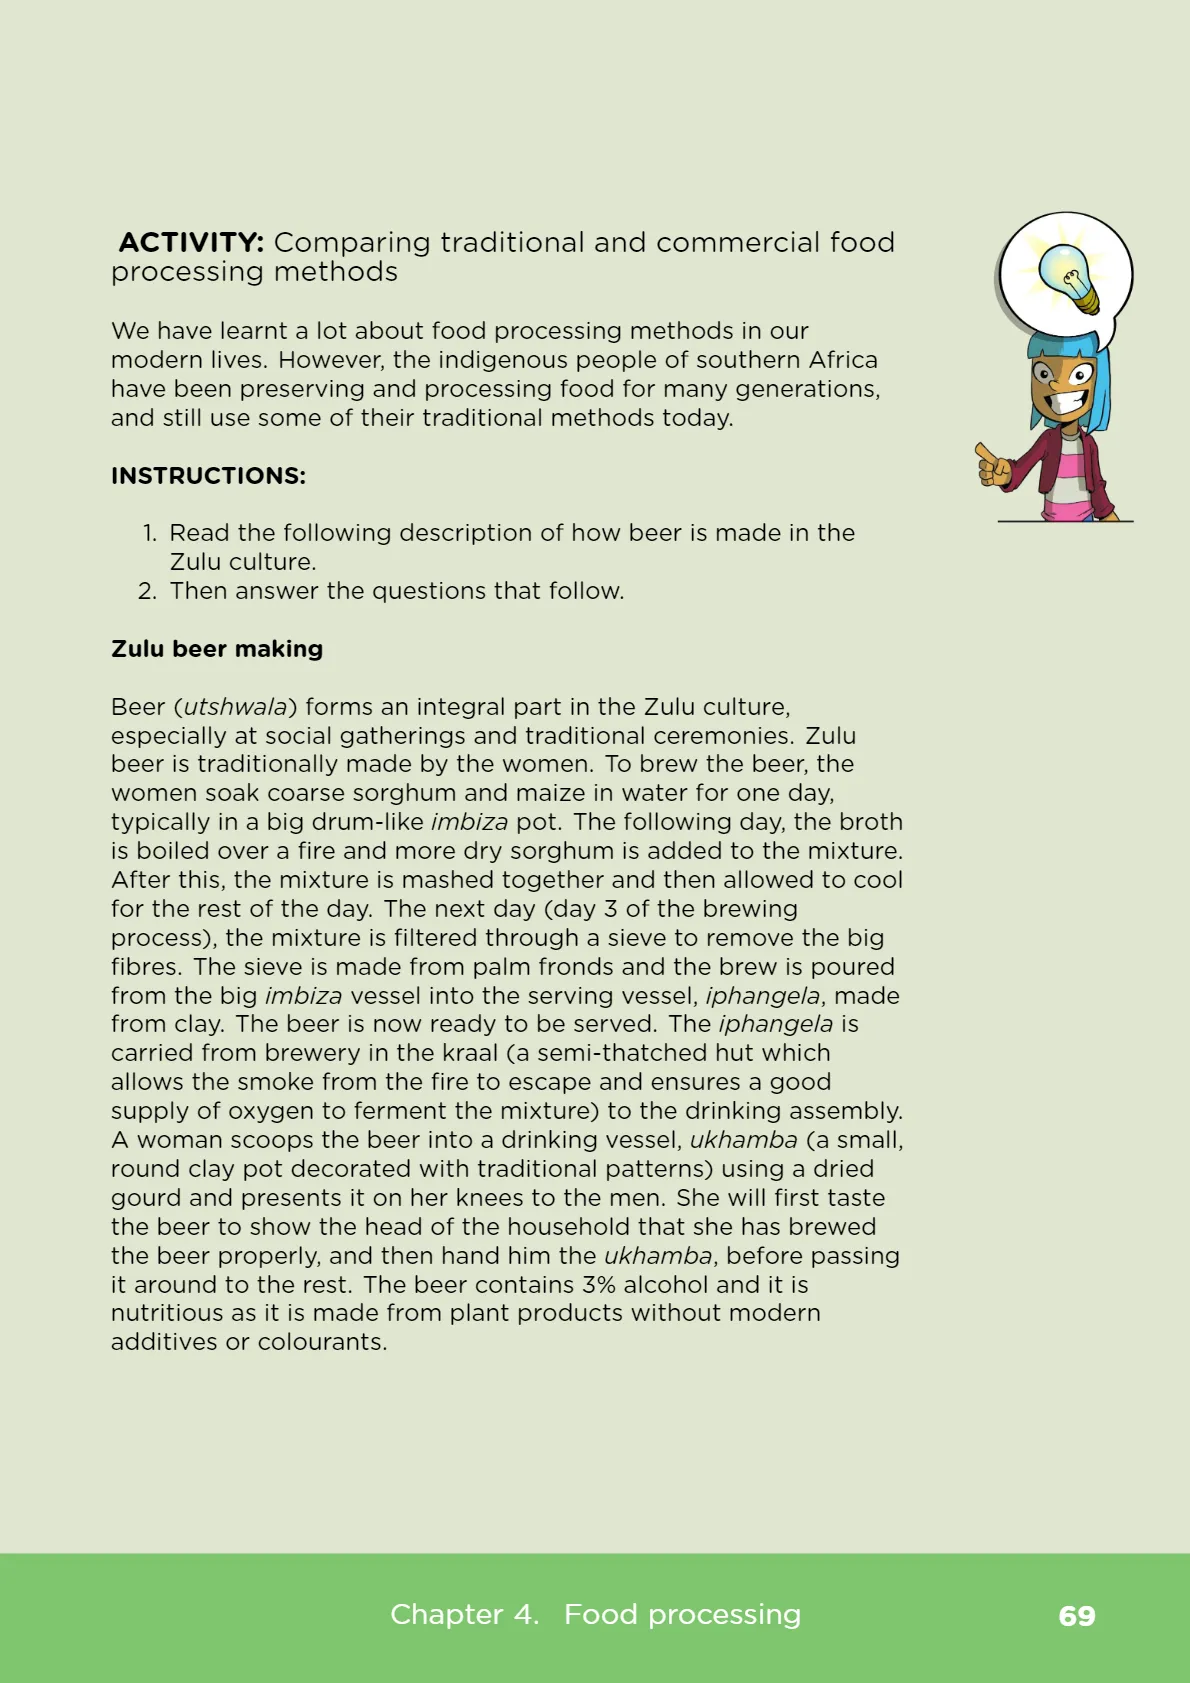 ACTIVITY: Comparing traditional and commercial food
processing methods
We have learnt a lot about food processing methods in our
modern lives. However, the indigenous people of southern Africa
have been preserving and processing food for many generations,
and still use some of their traditional methods today.
INSTRUCTIONS:
1. Read the following description of how beer is made in the
Zulu culture.
2. Then answer the questions that follow.
Zulu beer making
Beer (utshwala) forms an integral part in the Zulu culture,
especially at social gatherings and traditional ceremonies. Zulu
beer is traditionally made by the women. To brew the beer, the
women soak coarse sorghum and maize in water for one day,
typically in a big drum-like imbiza pot. The following day, the broth
is boiled over a fire and more dry sorghum is added to the mixture.
After this, the mixture is mashed together and then allowed to cool
for the rest of the day. The next day (day 3 of the brewing
process), the mixture is filtered through a sieve to remove the big
fibres. The sieve is made from palm fronds and the brew is poured
from the big imbiza vessel into the serving vessel, iphangela, made
from clay. The beer is now ready to be served. The iphangela is
carried from brewery in the kraal (a semi-thatched hut which
allows the smoke from the fire to escape and ensures a good
supply of oxygen to ferment the mixture) to the drinking assembly.
A woman scoops the beer into a drinking vessel, ukhamba (a small,
round clay pot decorated with traditional patterns) using a dried
gourd and presents it on her knees to the men. She will first taste
the beer to show the head of the household that she has brewed
the beer properly, and then hand him the ukhamba, before passing
it around to the rest. The beer contains 3% alcohol and it is
nutritious as it is made from plant products without modern
additives or colourants.
Chapter 4. Food processing 69